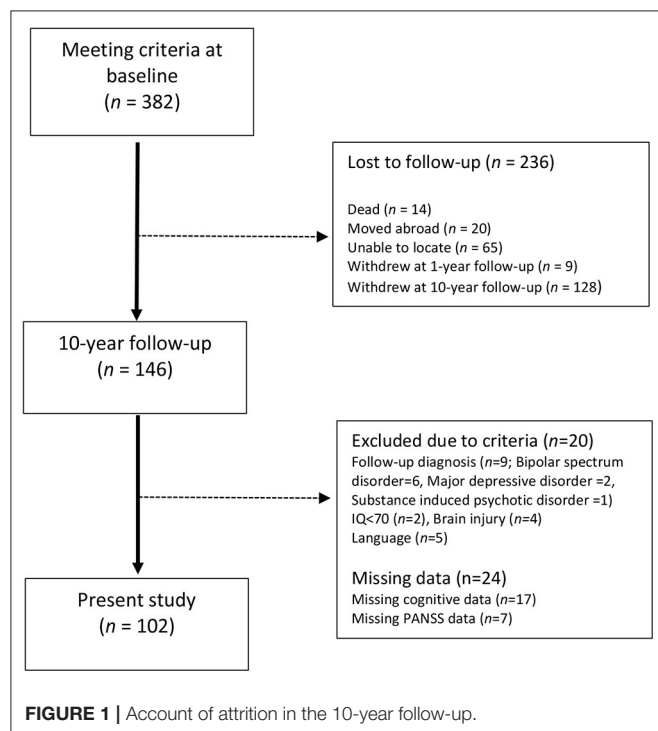 Meeting criteria at
baseline
(n = 382)
Lost to follow-up (n = 236)
Dead (n = 14)
Moved abroad (n = 20)
Unable to locate (n = 65)
Withdrew at 1-year follow-up (n = 9)
Withdrew at 10-year follow-up (n = 128)
10-year follow-up
(n = 146)
Excluded due to criteria (n=20)
Follow-up diagnosis (n=9; Bipolar spectrum
disorder=6, Major depressive disorder =2,
Substance induced psychotic disorder =1)
IQ<70 (n=2), Brain injury (n=4)
Language (n=5)
Missing data (n=24)
Missing cognitive data (n=17)
Missing PANSS data (n=7)
Present study
(n = 102)
FIGURE 1 | Account of attrition in the 10-year follow-up.